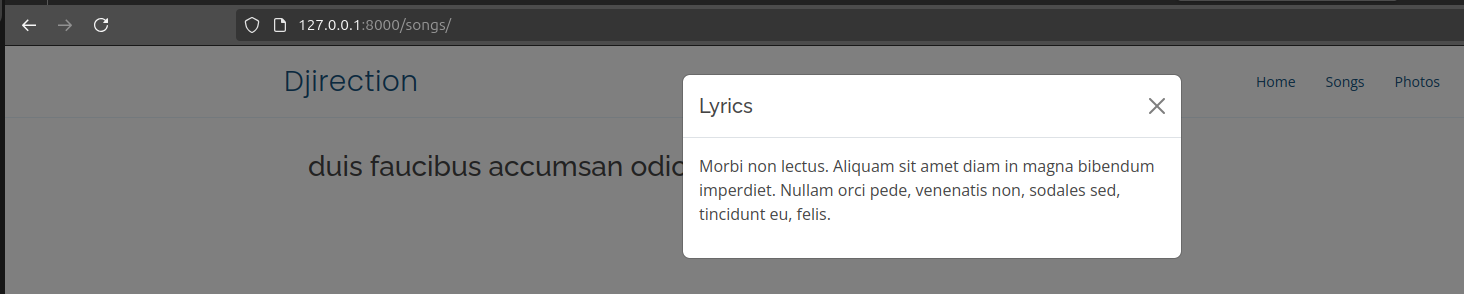 127.0.0.1:8000/songs/
Djirection
Home Songs Photos
Lyrics
duis faucibus accumsan odio
Morbi non lectus. Aliquam sit amet diam in magna bibendum
imperdiet. Nullam orci pede, venenatis non, sodales sed,
tincidunt eu, felis.